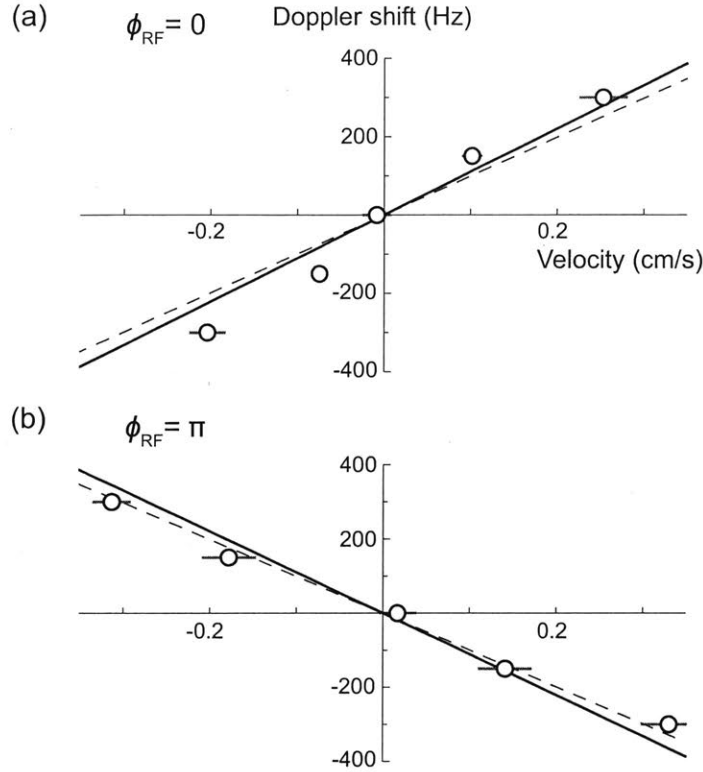 (a)
ϕRF = 0
Doppler shift (Hz)
400
200
-0.2
0.2
Velocity (cm/s)
-200
-400
(b)
ϕRF = π
400
200
-0.2
0.2
-200
-400